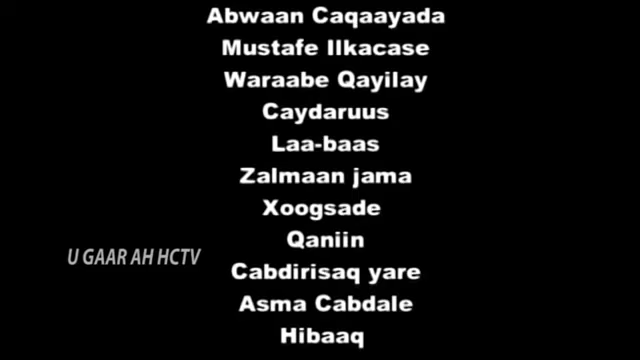 Abwaan Caqaayada
Mustafe Ilkacase
Waraabe Qayilay
Caydaruus
Laa-baas
Zalmaan jama
Xoogsade
Qaniin
U GAAR AH HCTV
Cabdirisaq yare
Asma Cabdale
Hibaaq